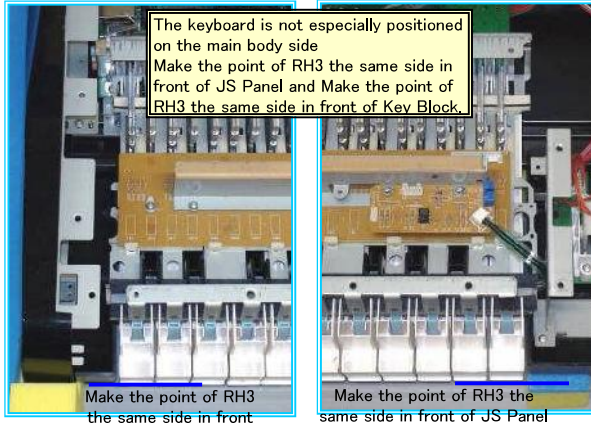 The keyboard is not especially positioned
on the main body side
Make the point of RH3 the same side in
front of JS Panel and Make the point of
RH3 the same side in front of Key Block,
Make the point of RH3
the same side in front
Make the point of RH3 the
same side in front of JS Panel